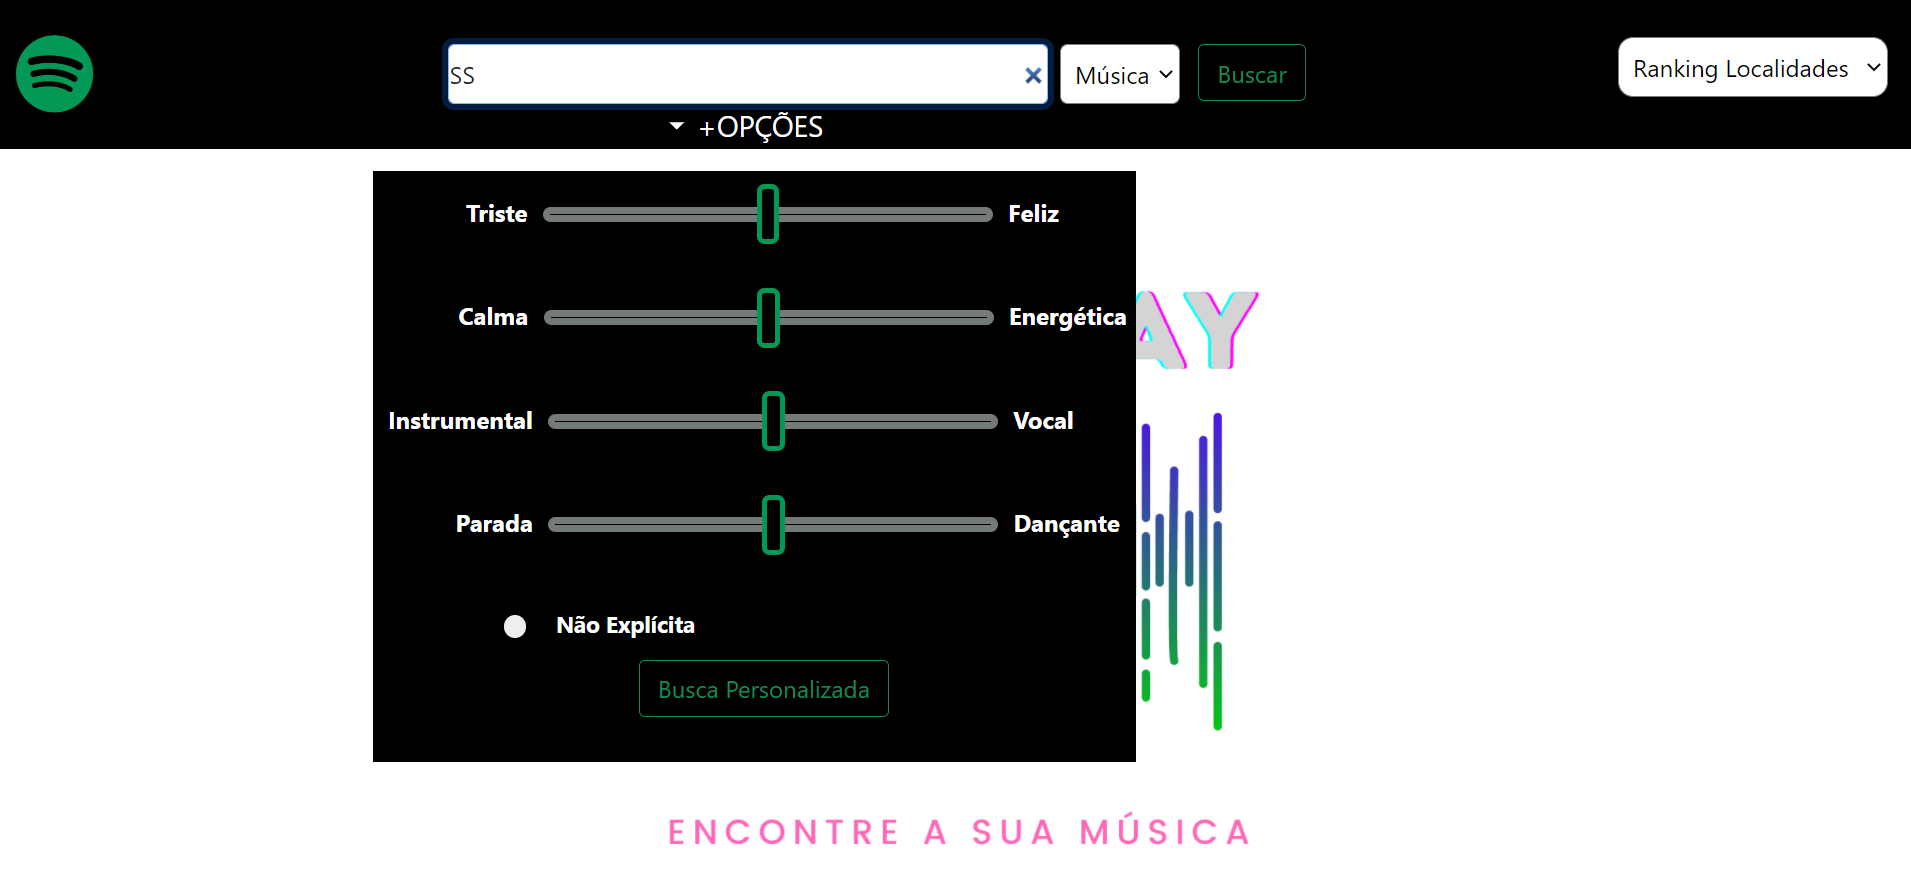 SS
Música
Buscar
Ranking Localidades
+OPÇÕES
Triste Feliz
Calma Energética
AY
Instrumental Vocal
Parada Dançante
Não Explícita
Busca Personalizada
ENCONTRE A SUA MÚSICA